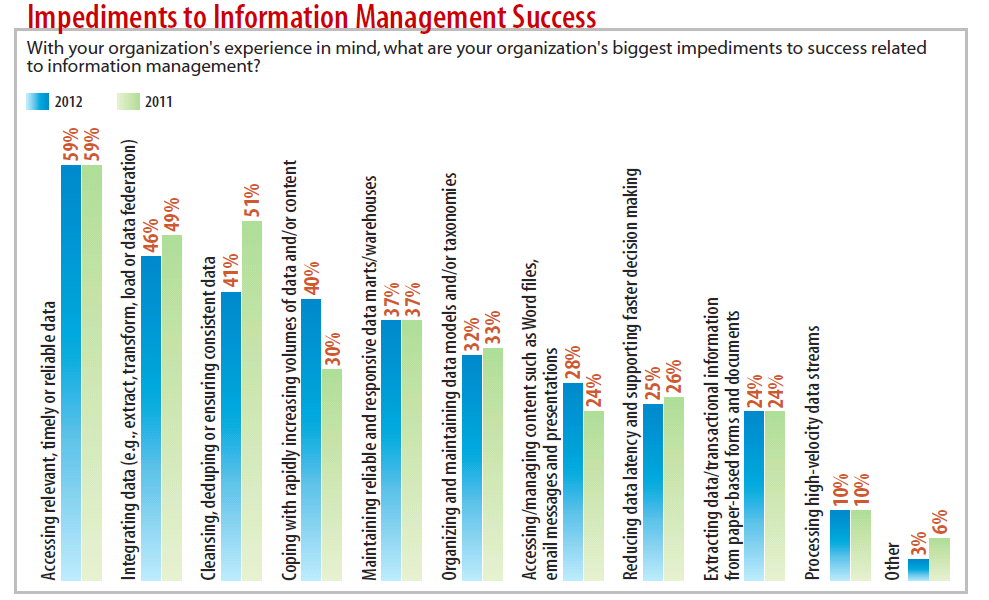 Impediments to Information Management Success
With your organization's experience in mind, what are your organization's biggest impediments to success related
to information management?
2012
2011
Accessing relevant, timely or reliable data
59%
59%
Integrating data (e.g., extract, transform, load or data federation)
46%
49%
Cleansing, deduping or ensuring consistent data
41%
51%
Coping with rapidly increasing volumes of data and/or content
40%
30%
Maintaining reliable and responsive data marts/warehouses
37%
37%
Organizing and maintaining data models and/or taxonomies
32%
33%
Accessing/managing content such as Word files,
email messages and presentations
28%
24%
Reducing data latency and supporting faster decision making
25%
26%
Extracting data/transactional information
from paper-based forms and documents
24%
24%
Processing high-velocity data streams
10%
10%
Other
3%
6%